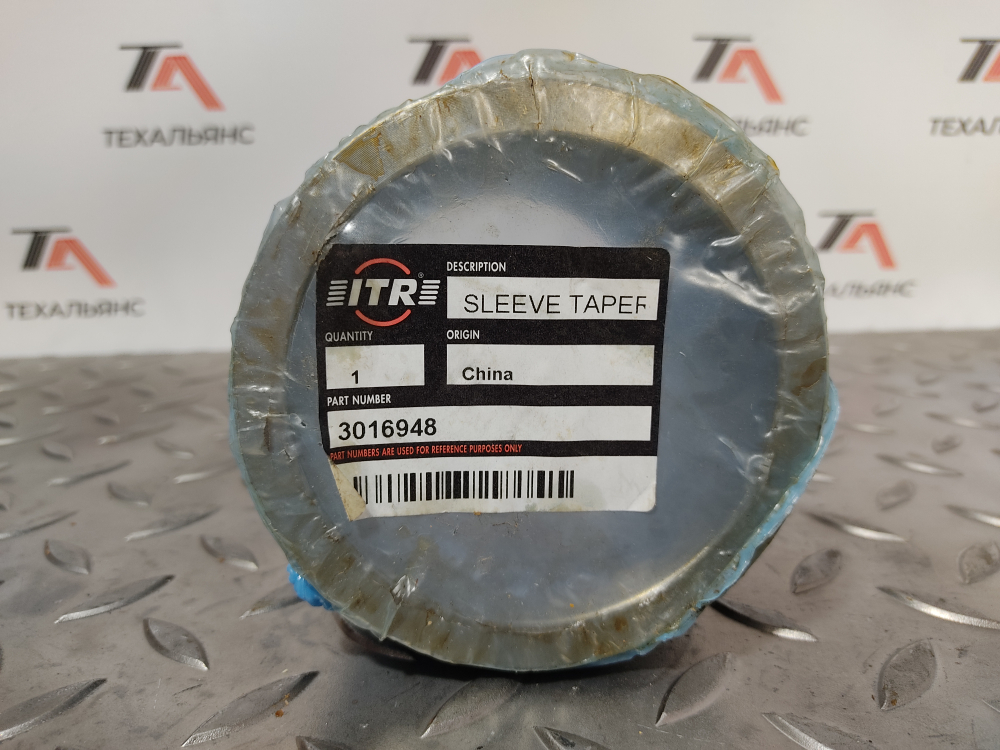 TA
TA
TA
TA
ТЕХАЛЬЯНС
ТЕХАЛЬЯНС
TA
TA
ТЕХАЛЬЯНС
ITR®
DESCRIPTION
SLEEVE TAPER
QUANTITY
1
ORIGIN
China
PART NUMBER
3016948
PART NUMBERS ARE USED FOR REFERENCE PURPOSES ONLY